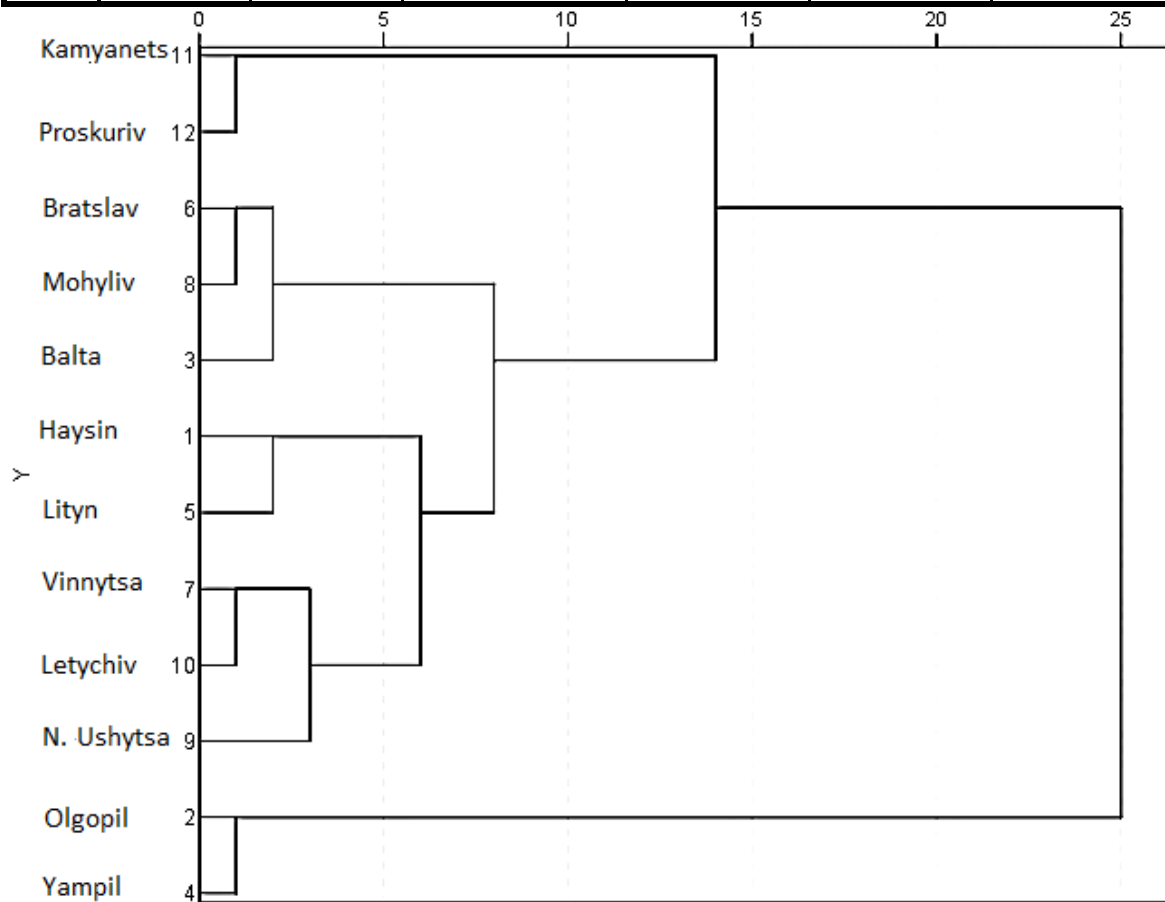 0 5 10 15 20 25
Kamyanets 11
Proskuriv 12
Bratslav 6
Mohyliv 8
Balta 3
Haysin 1
Y
Lityn 5
Vinnytsa 7
Letychiv 10
N. Ushytsa 9
Olgopil 2
Yampil 4